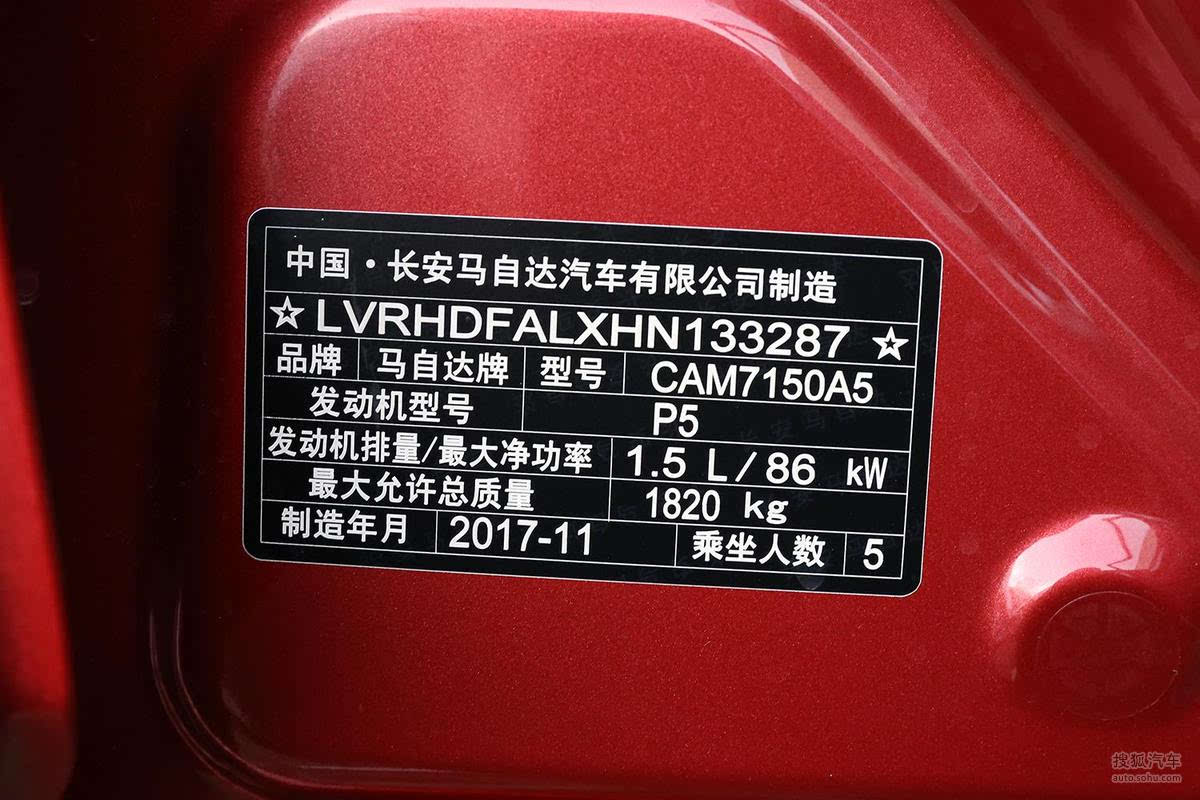 中国·长安马自达汽车有限公司制造
☆LVRHDFALXHN133287☆
品牌 马自达牌 型号 CAM7150A5
发动机型号 P5
发动机排量/最大净功率 1.5 L/86 kW
最大允许总质量 1820 kg
制造年月 2017-11 乘坐人数 5
搜狐汽车
auto.sohu.com